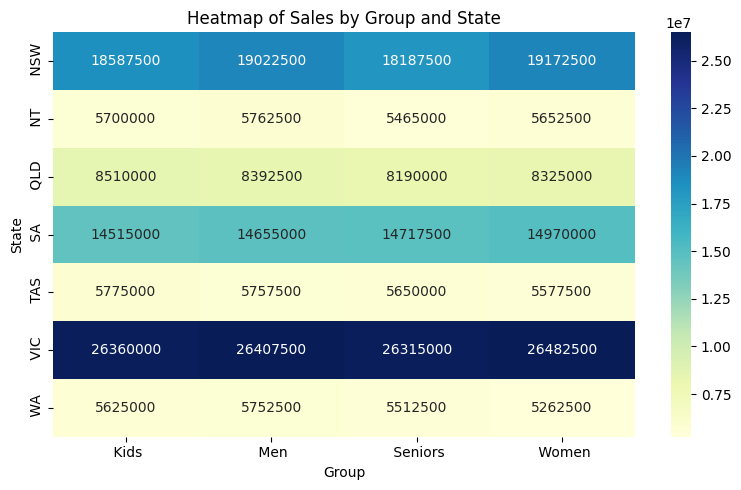 Heatmap of Sales by Group and State
1e7
NSW 18587500 19022500 18187500 19172500
NT 5700000 5762500 5465000 5652500
QLD 8510000 8392500 8190000 8325000
SA 14515000 14655000 14717500 14970000
TAS 5775000 5757500 5650000 5577500
VIC 26360000 26407500 26315000 26482500
WA 5625000 5752500 5512500 5262500
State
Kids Men Seniors Women
Group
2.50
2.25
2.00
1.75
1.50
1.25
1.00
0.75